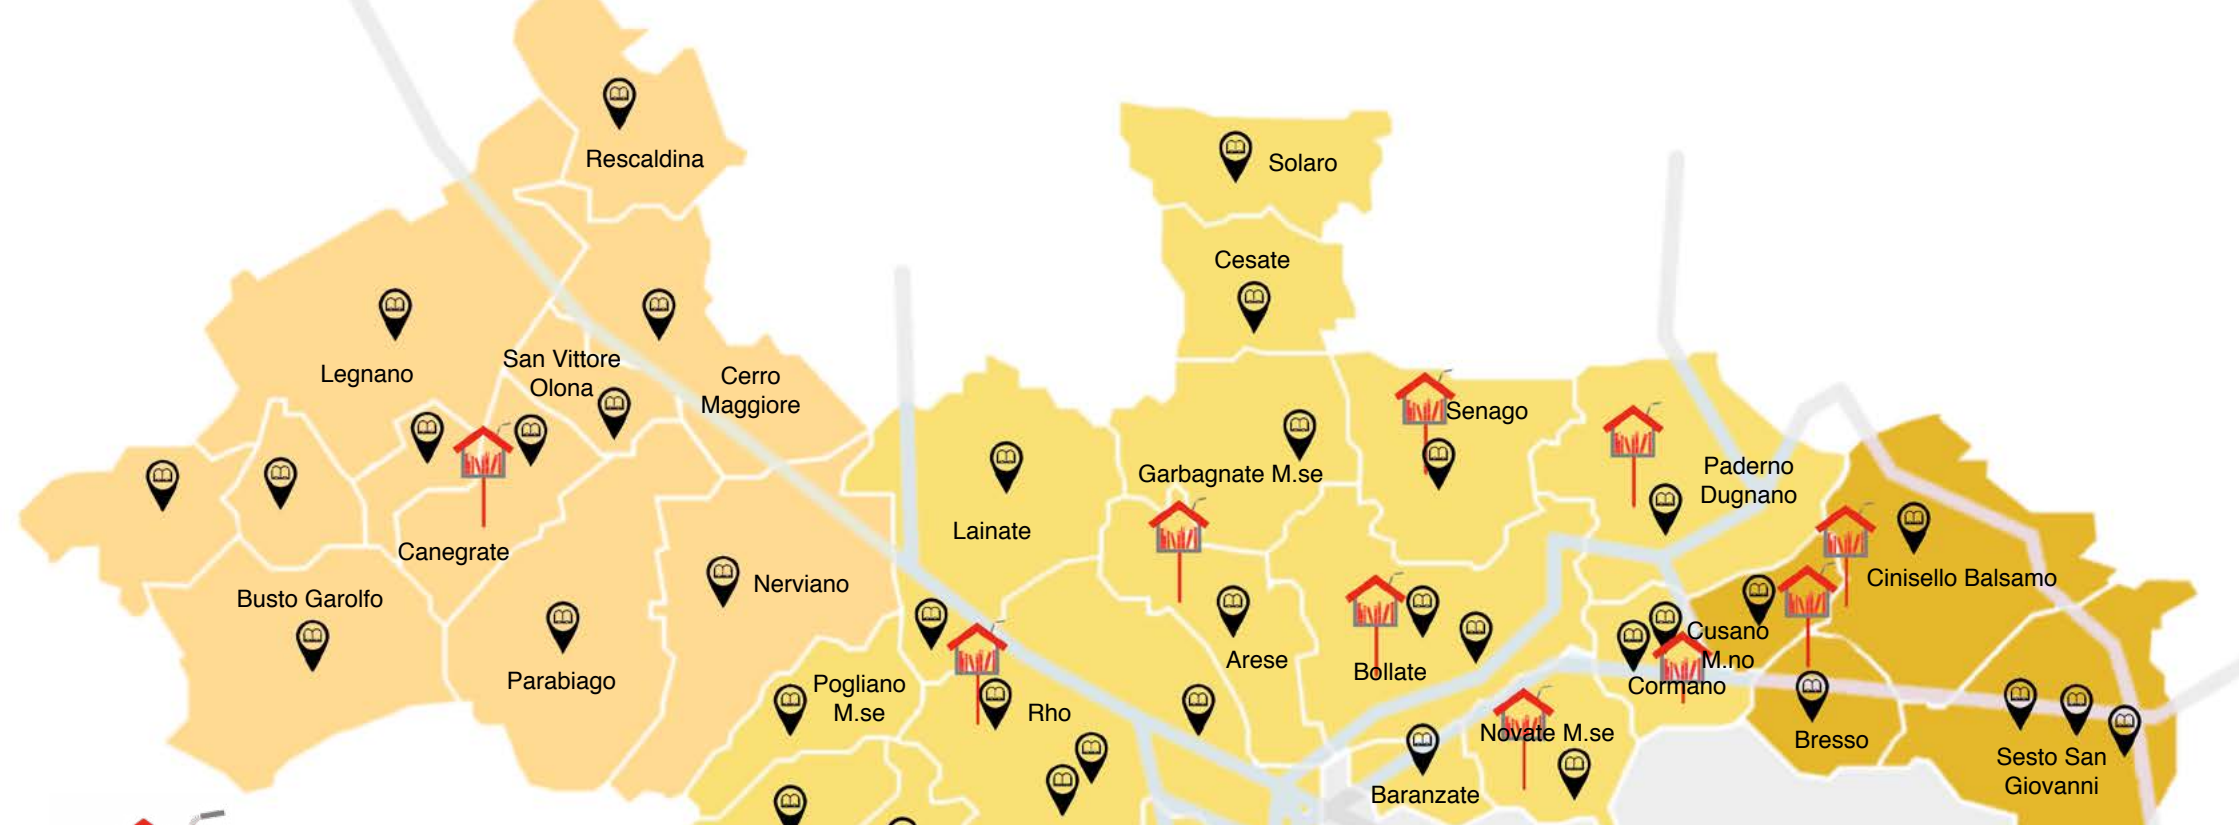 Rescaldina
Solaro
Cesate
San Vittore
Olona
Legnano
Cerro
Maggiore
Senago
Garbagnate M.se
Paderno
Dugnano
Lainate
Canegrate
Cinisello Balsamo
Nerviano
Busto Garolfo
Cusano
M.no
Arese
Bollate
Parabiago
Pogliano
M.se
Cormano
Rho
Novate M.se
Bresso
Sesto San
Giovanni
Baranzate